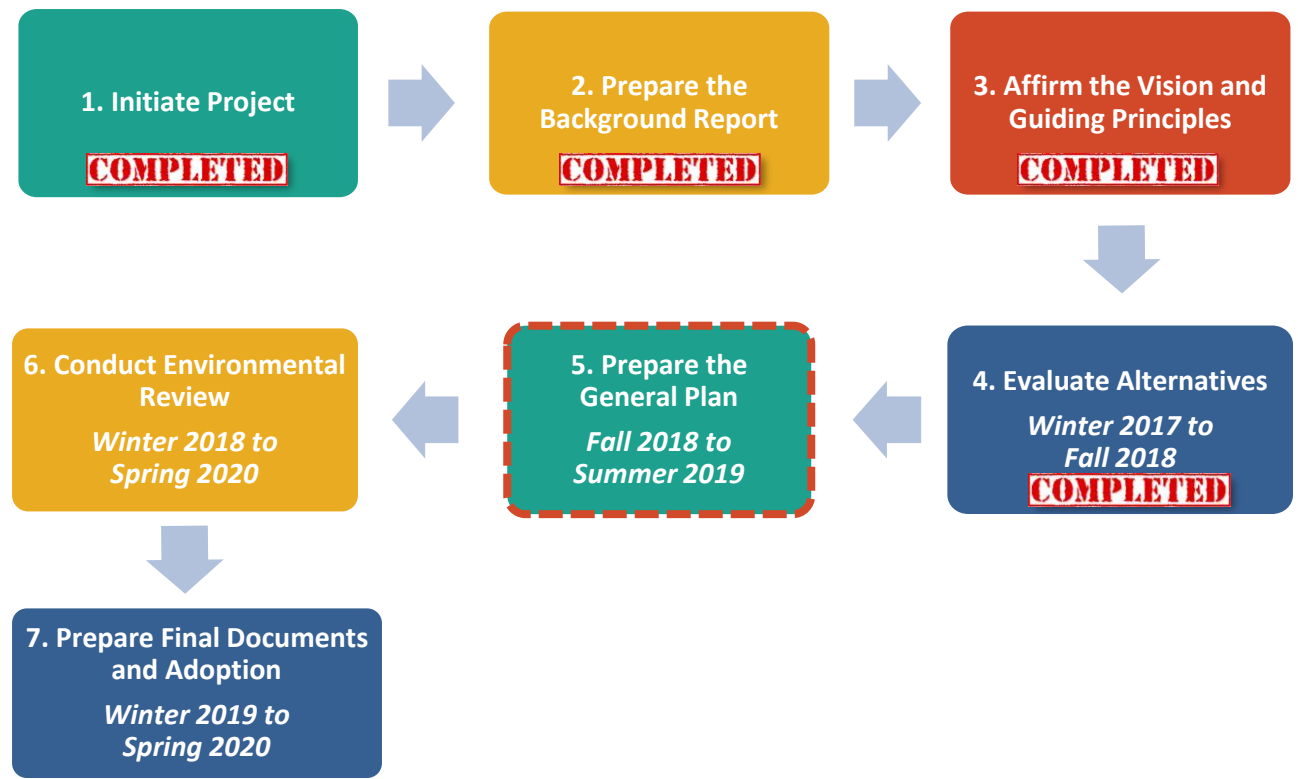 1. Initiate Project
COMPLETED
2. Prepare the
Background Report
COMPLETED
3. Affirm the Vision and
Guiding Principles
COMPLETED
4. Evaluate Alternatives
Winter 2017 to
Fall 2018
COMPLETED
5. Prepare the
General Plan
Fall 2018 to
Summer 2019
6. Conduct Environmental
Review
Winter 2018 to
Spring 2020
7. Prepare Final Documents
and Adoption
Winter 2019 to
Spring 2020